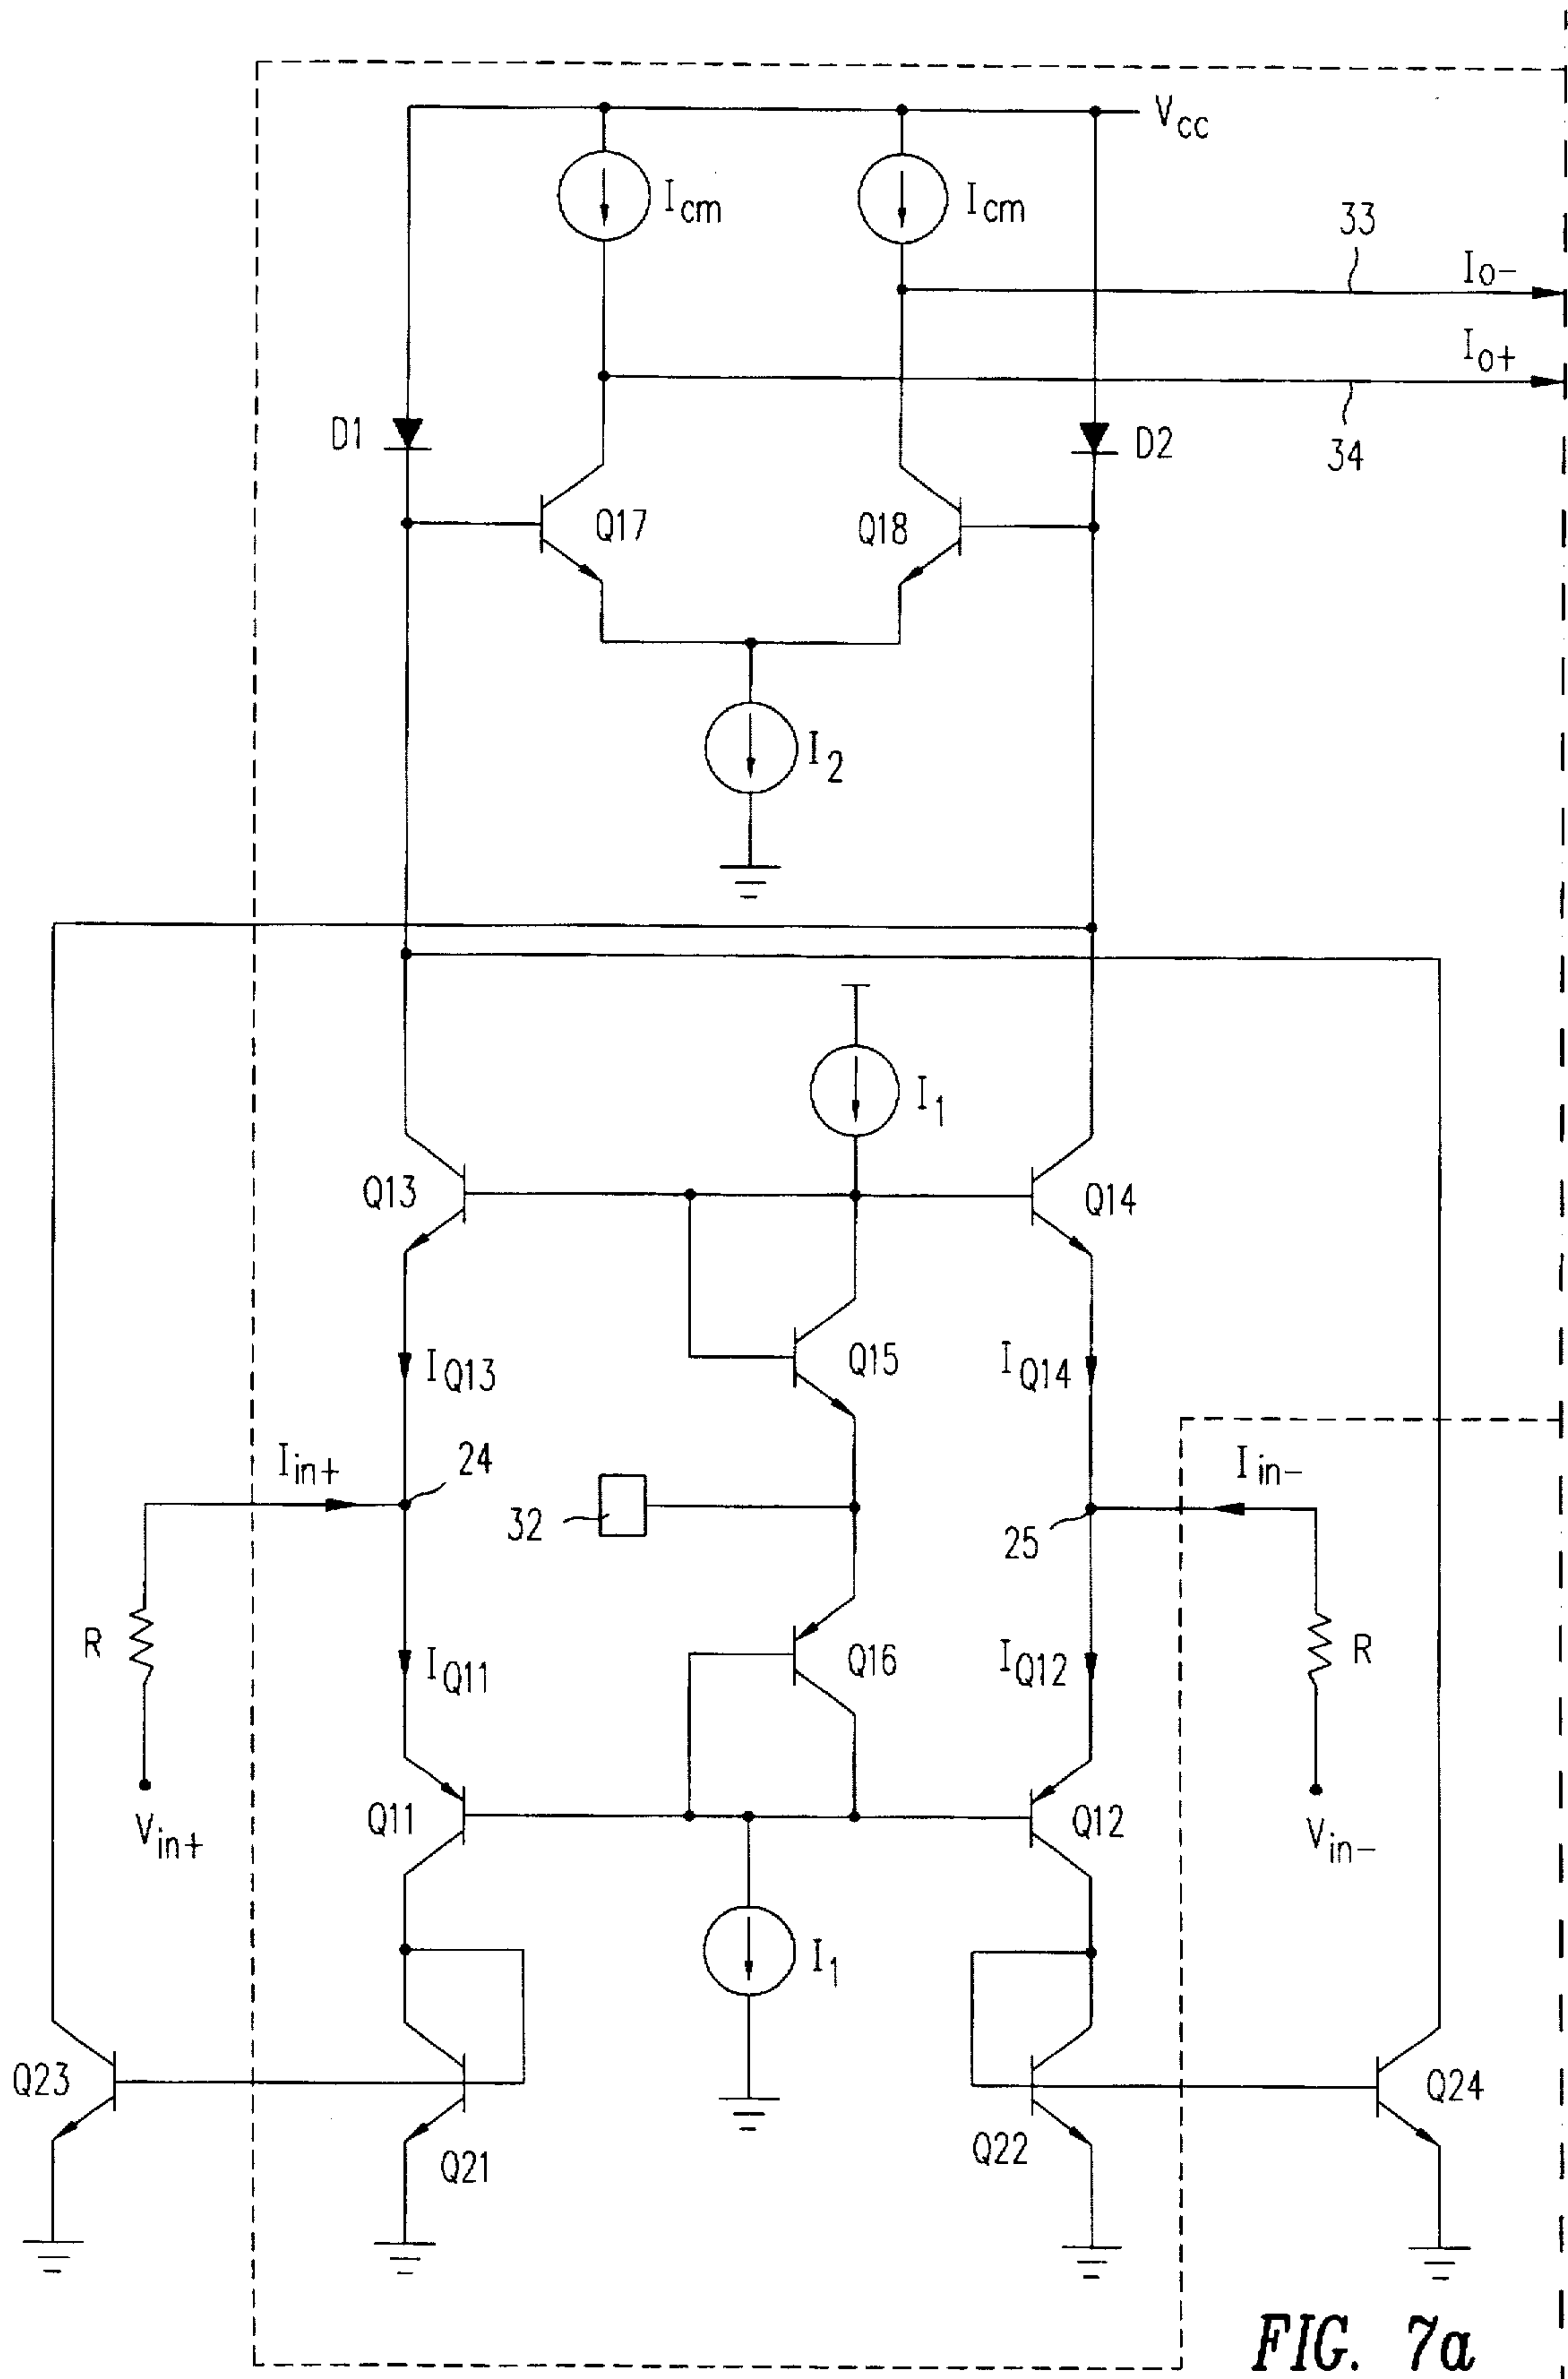 Vcc
Icm
Icm
33
Io-
Io+
34
D1
D2
Q17
Q18
I2
I1
Q13
Q14
IQ13
Q15
IQ14
Iin+
24
Iin-
32
25
R
IQ11
Q16
IQ12
R
Vin+
Q11
Q12
Vin-
I1
Q23
Q24
Q21
Q22
FIG. 7a